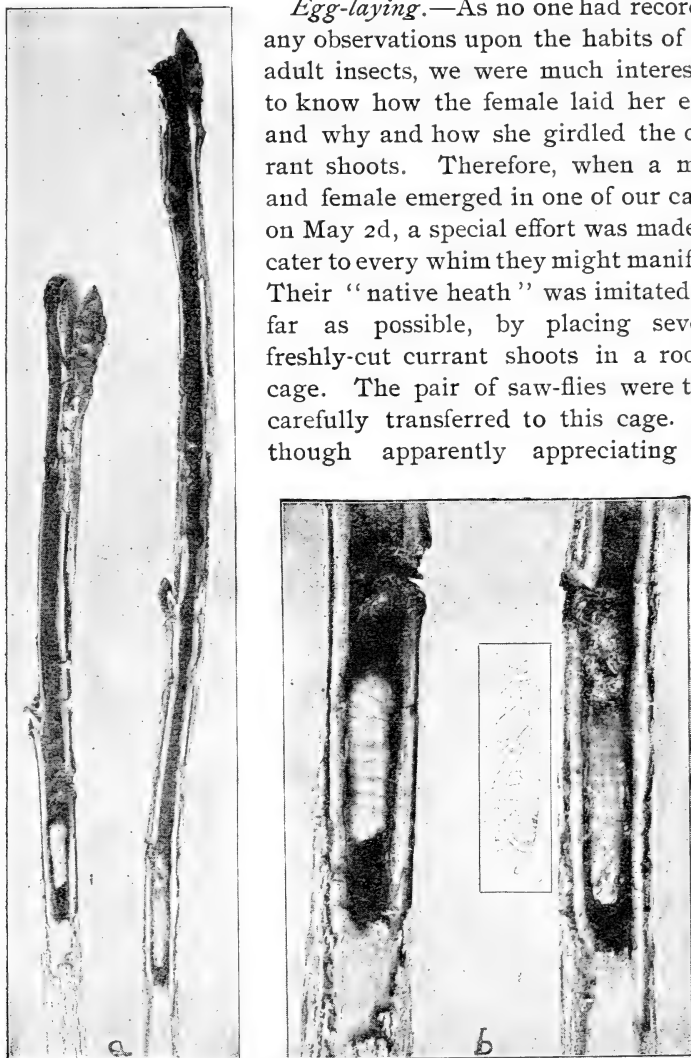 Egg-laying.—As no one had recor
any observations upon the habits of
adult insects, we were much interes
to know how the female laid her e
and why and how she girdled the c
rant shoots. Therefore, when a m
and female emerged in one of our ca
on May 2d, a special effort was made
cater to every whim they might manif
Their “native heath” was imitated
far as possible, by placing seve
freshly-cut currant shoots in a roo
cage. The pair of saw-flies were t
carefully transferred to this cage.
though apparently appreciating
a
b